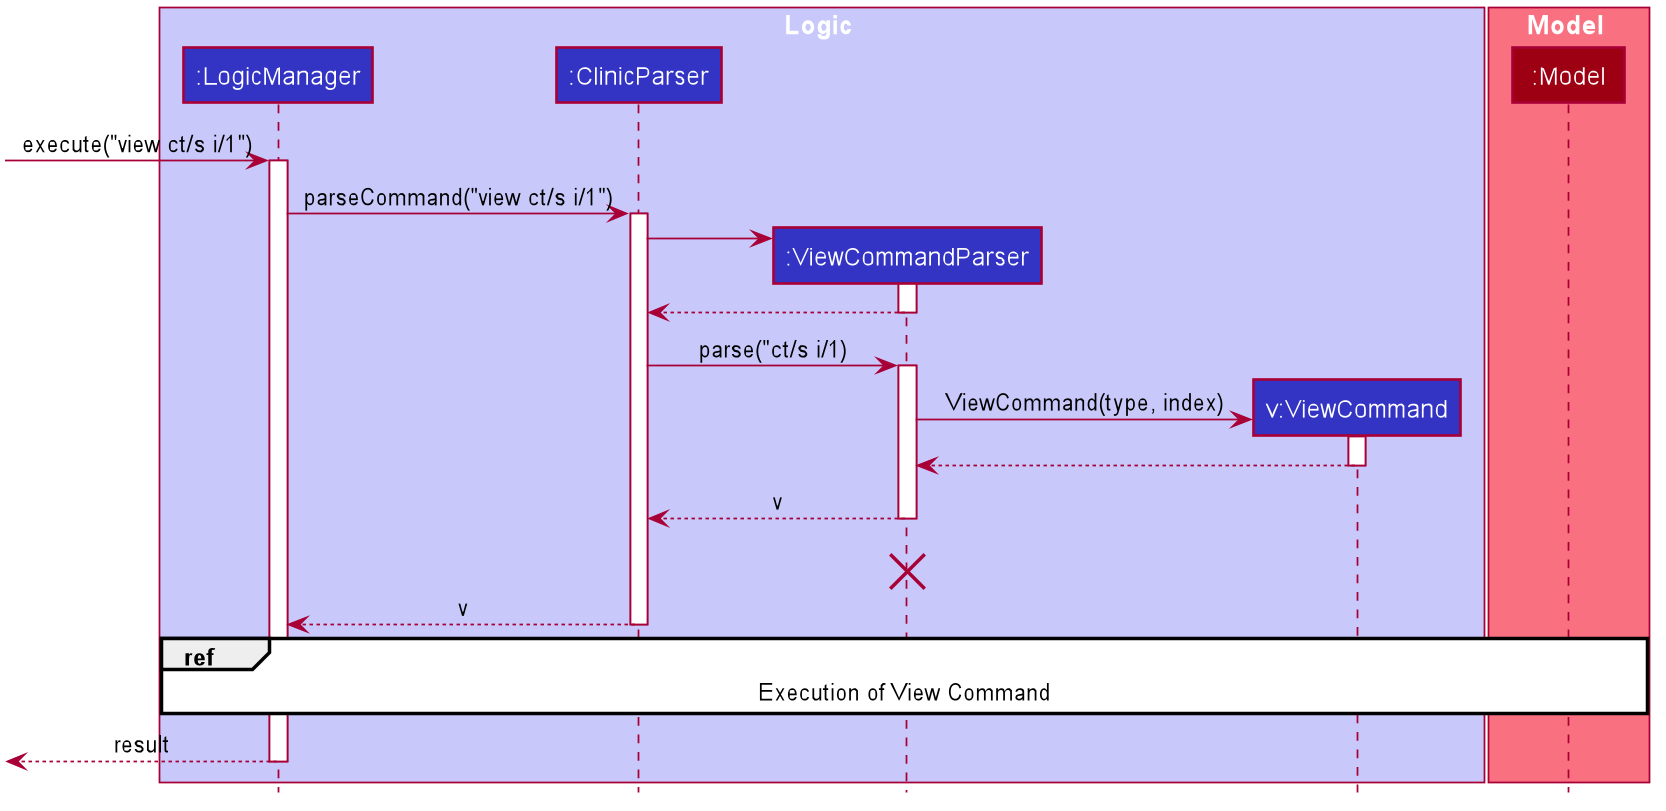 Logic
Model
:LogicManager
:ClinicParser
:Model
execute("view ct/s i/1")
parseCommand("view ct/s i/1")
:ViewCommandParser
parse("ct/s i/1)
ViewCommand(type, index)
v:ViewCommand
v
v
ref
Execution of View Command
result